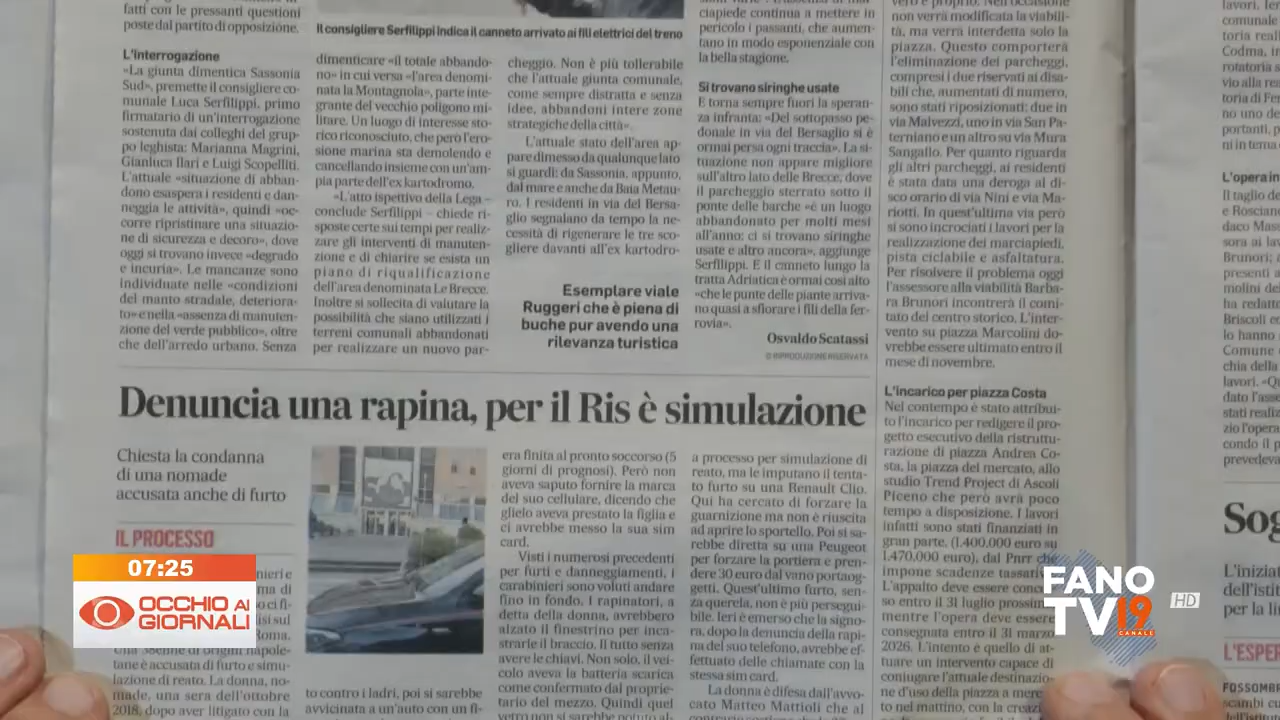 fatti con le pressanti questioni
poste dal partito di opposizione.
L'interrogazione
«La giunta dimentica Sassonia
Sud», premette il consigliere co-
munale Luca Serfilippi, primo
firmatario di un'interrogazione
sostenuta dai colleghi del grup-
po leghista: Marianna Magrini,
Gianluca Ilari e Luigi Scopelliti.
L'attuale «situazione di abban-
dono esaspera i residenti e dan-
neggia le attività», quindi «oc-
corre ripristinare una situazio-
ne di sicurezza e decoro», dove
oggi si trovano invece «degrado
e incuria». Le mancanze sono
individuate nelle «condizioni
del manto stradale, deteriora-
to» e nella «assenza di manuten-
zione del verde pubblico», oltre
che dell'arredo urbano. Senza
Il consigliere Serfilippi indica il canneto arrivato ai fili elettrici del treno
dimenticare «il totale abbando-
no» in cui versa «l'area denomi-
nata la Montagnola», parte inte-
grante del vecchio poligono mi-
litare. Un luogo di interesse sto-
rico riconosciuto, che però l'ero-
sione marina sta demolendo e
cancellando insieme con un'am-
pia parte dell'ex kartodromo.
«L'atto ispettivo della Lega –
conclude Serfilippi – chiede ri-
sposte certe sui tempi per realiz-
zare gli interventi di manuten-
zione e di chiarire se esista un
piano di riqualificazione
dell'area denominata Le Brecce.
Inoltre si sollecita di valutare la
possibilità che siano utilizzati i
terreni comunali abbandonati
per realizzare un nuovo par-
cheggio. Non è più tollerabile
che l'attuale giunta comunale,
come sempre distratta e senza
idee, abbandoni intere zone
strategiche della città».
L'attuale stato dell'area ap-
pare dimesso da qualunque lato
si guardi: da Sassonia, appunto,
dal mare e anche da Baia Metau-
ro. I residenti in via del Bersa-
glio segnalano da tempo la ne-
cessità di rigenerare le tre sco-
gliere davanti all'ex kartodro-
Esemplare viale
Ruggeri che è piena di
buche pur avendo una
rilevanza turistica
ciapiede continua a mettere in
pericolo i passanti, che aumen-
tano in modo esponenziale con
la bella stagione.
Si trovano siringhe usate
E torna sempre fuori la speran-
za infranta: «Del sottopasso pe-
donale in via del Bersaglio si è
ormai persa ogni traccia». La si-
tuazione non appare migliore
sull'altro lato delle Brecce, dove
il parcheggio sterrato sotto il
ponte delle barche «è un luogo
abbandonato per molti mesi
all'anno: ci si trovano siringhe
usate e altro ancora», aggiunge
Serfilippi. E il canneto lungo la
tratta Adriatica è ormai così alto
«che le punte delle piante arriva-
no quasi a sfiorare i fili della fer-
rovia».
Osvaldo Scatassi
© RIPRODUZIONE RISERVATA
non verrà modificata la viabili-
tà, ma verrà interdetta solo la
piazza. Questo comporterà
l'eliminazione dei parcheggi,
compresi i due riservati ai disa-
bili che, aumentati di numero,
sono stati riposizionati: due in
via Malvezzi, uno in via San Pa-
terniano e un altro su via Mura
Sangallo. Per quanto riguarda
gli altri parcheggi, ai residenti
è stata data una deroga al di-
sco orario di via Nini e via Ma-
riotti. In quest'ultima via però
si sono incrociati i lavori per la
realizzazione dei marciapiedi,
pista ciclabile e asfaltatura.
Per risolvere il problema oggi
l'assessore alla viabilità Barba-
ra Brunori incontrerà il comi-
tato del centro storico. L'inter-
vento su piazza Marcolini do-
vrebbe essere ultimato entro il
mese di novembre.
L'incarico per piazza Costa
Nel contempo è stato attribui-
to l'incarico per redigere il pro-
getto esecutivo della ristruttu-
razione di piazza Andrea Co-
sta, la piazza del mercato, allo
studio Trend Project di Ascoli
Piceno che però avrà poco
tempo a disposizione. I lavori
infatti sono stati finanziati in
gran parte, (1.400.000 euro su
1.470.000 euro), dal Pnrr che
impone scadenze tassative.
L'appalto deve essere conces-
so entro il 31 luglio prossimo
mentre l'opera deve essere
consegnata entro il 31 marzo
2026. L'intento è quello di at-
tuare un intervento capace di
coniugare l'attuale destinazio-
ne d'uso della piazza a merca-
to nel mattino, con la creazi
Denuncia una rapina, per il Ris è simulazione
Chiesta la condanna
di una nomade
accusata anche di furto
IL PROCESSO
Roma.
Una 38enne di origini napole-
tane è accusata di furto e simu-
lazione di reato. La donna, no-
made, una sera dell'ottobre
2018, dopo aver litigato con la
to contro i ladri, poi si sarebbe
avvicinata a un'auto con un fi-
era finita al pronto soccorso (5
giorni di prognosi). Però non
aveva saputo fornire la marca
del suo cellulare, dicendo che
glielo aveva prestato la figlia e
ci avrebbe messo la sua sim
card.
Visti i numerosi precedenti
per furti e danneggiamenti, i
carabinieri sono voluti andare
fino in fondo. I rapinatori, a
detta della donna, avrebbero
alzato il finestrino per inca-
strarle il braccio. Il tutto senza
avere le chiavi. Non solo, il vei-
colo aveva la batteria scarica
come confermato dal proprie-
tario del mezzo. Quindi quel
vetro non si sarebbe potuto al-
a processo per simulazione di
reato, ma le imputano il tenta-
to furto su una Renault Clio.
Qui ha cercato di forzare la
guarnizione ma non è riuscita
ad aprire lo sportello. Poi si sa-
rebbe diretta su una Peugeot
per forzare la portiera e pren-
dere 30 euro dal vano portaog-
getti. Quest'ultimo furto, sen-
za querela, non è più persegui-
bile. Ieri è emerso che la signo-
ra, dopo la denuncia della rapi-
na del suo telefono, avrebbe ef-
fettuato delle chiamate con la
stessa sim card.
La donna è difesa dall'avvo-
cato Matteo Mattioli che al
L'opera in
Il taglio de
e Rosciano
Sog
L'iniziat
dell'isti
per la li
L'ESPER
FOSSOMBR
07:25
OCCHIO AI
GIORNALI
FANO
TV19
CANALE
HD